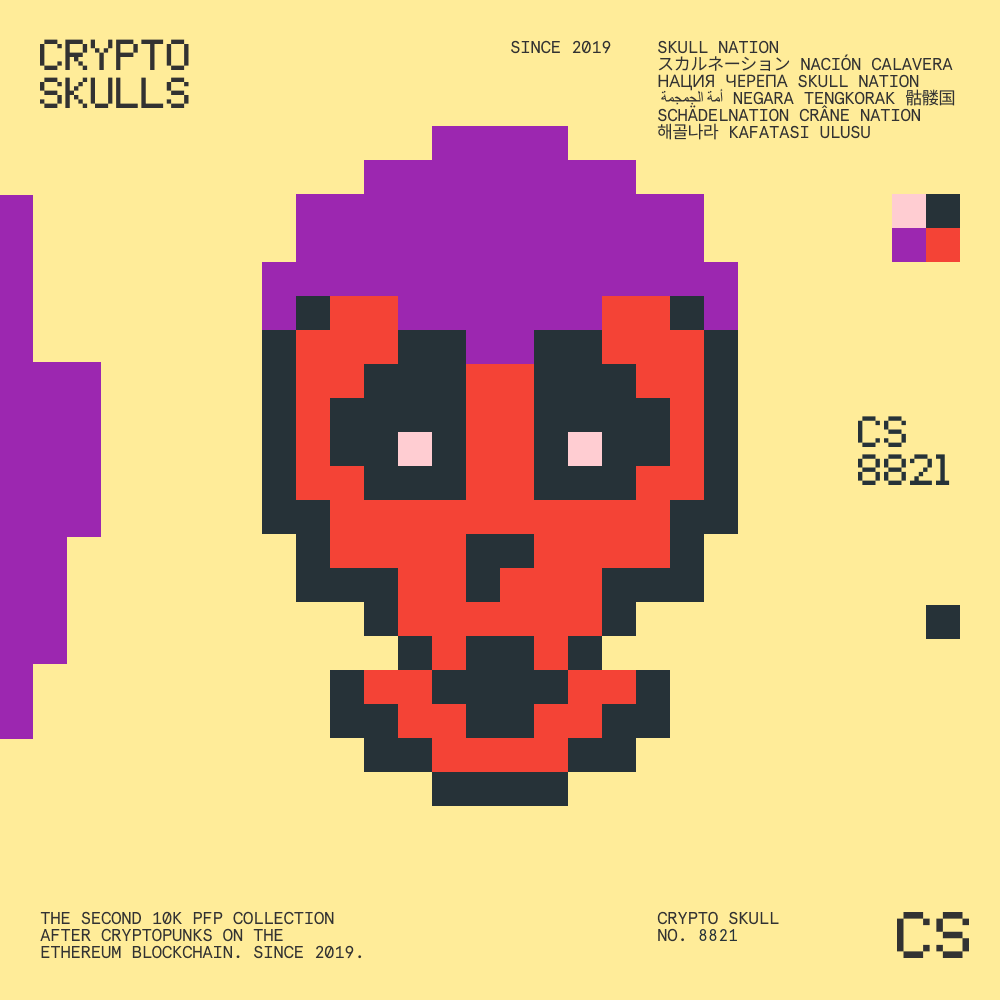 CRYPTO
SKULLS
SINCE 2019
SKULL NATION
スカルネーション NACIÓN CALAVERA
НАЦИЯ ЧЕРЕПА SKULL NATION
أمة الجمجمة NEGARA TENGKORAK 骷髅国
SCHÄDELNATION CRÂNE NATION
해골나라 KAFATASI ULUSU
CS
8821
THE SECOND 10K PFP COLLECTION
AFTER CRYPTOPUNKS ON THE
ETHEREUM BLOCKCHAIN. SINCE 2019.
CRYPTO SKULL
NO. 8821
CS